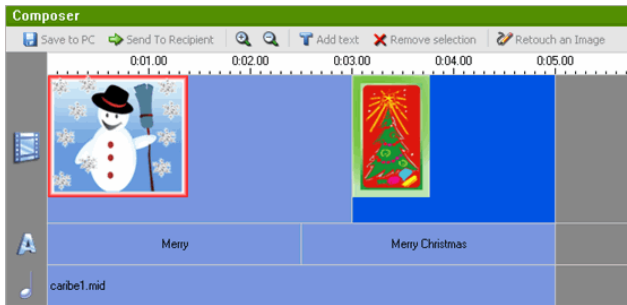 Composer
Save to PC Send To Recipient Add text Remove selection Retouch an Image
0:01.00 0:02.00 0:03.00 0:04.00 0:05.00
A
Merry Merry Christmas
caribe1.mid